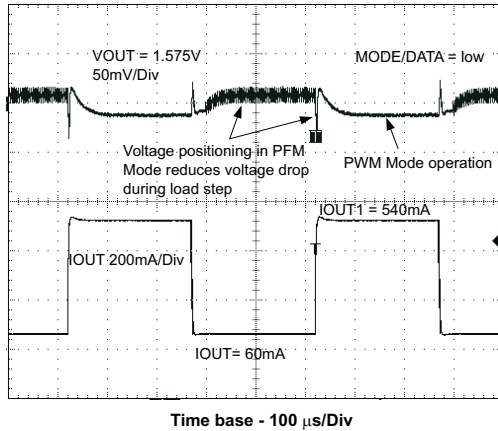 VOUT = 1.575V
50mV/Div
MODE/DATA = low
Voltage positioning in PFM
Mode reduces voltage drop
during load step
PWM Mode operation
IOUT1 = 540mA
IOUT 200mA/Div
IOUT= 60mA
Time base - 100 μs/Div